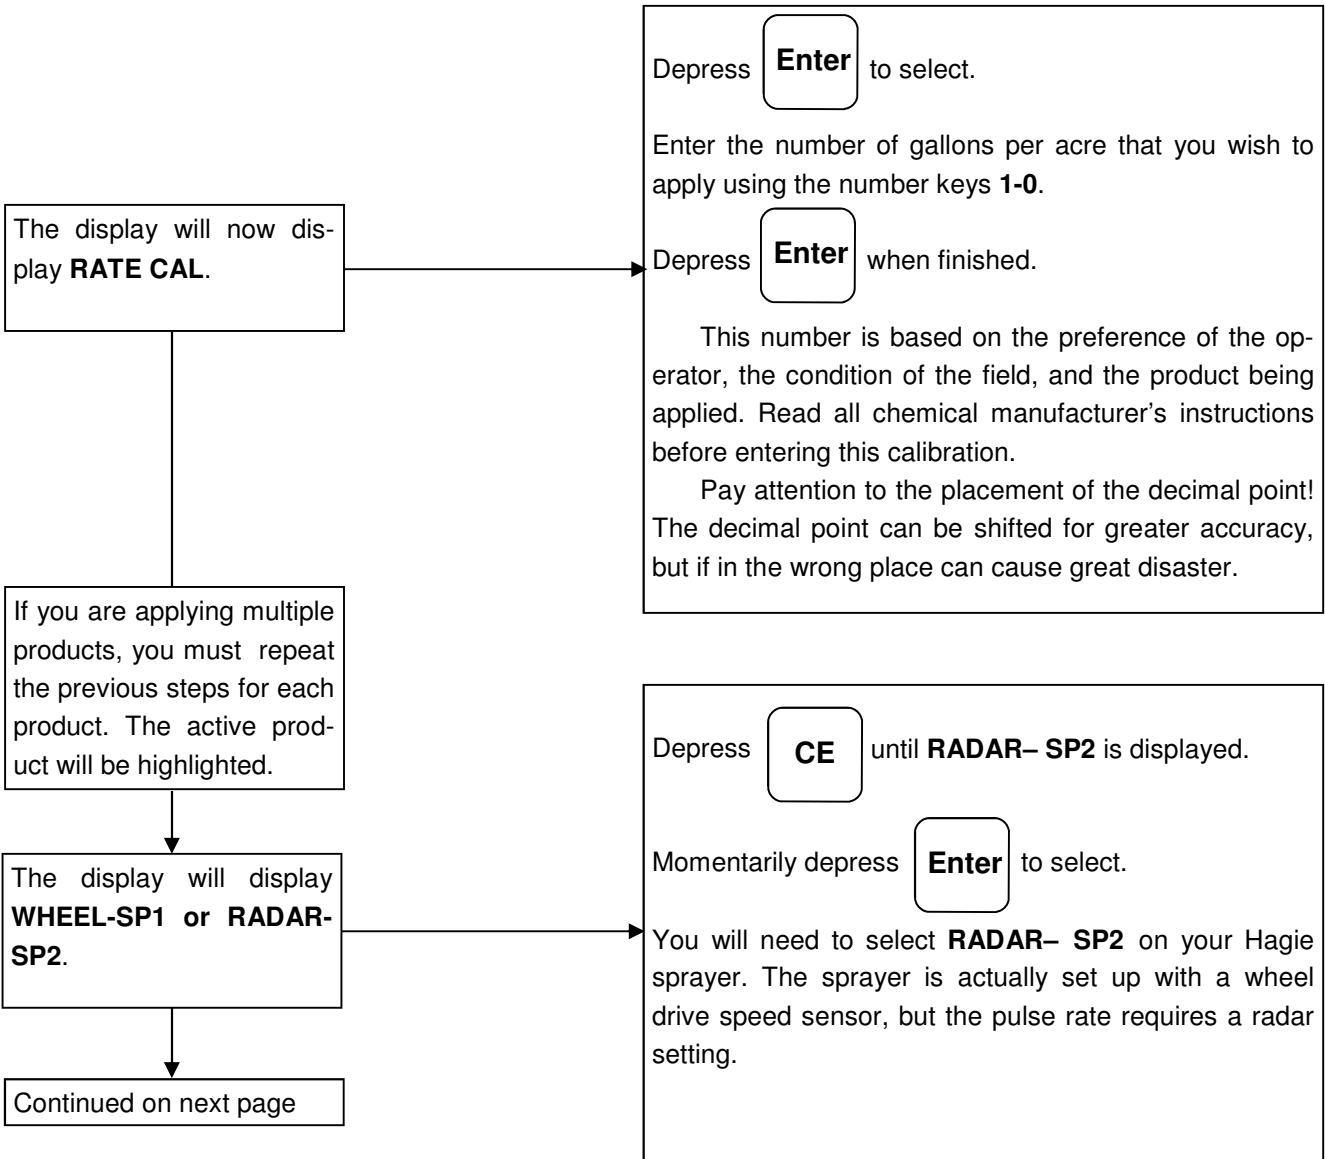 The display will now dis-
play RATE CAL.
Depress Enter to select.
Enter the number of gallons per acre that you wish to
apply using the number keys 1-0.
Depress Enter when finished.
This number is based on the preference of the op-
erator, the condition of the field, and the product being
applied. Read all chemical manufacturer’s instructions
before entering this calibration.
Pay attention to the placement of the decimal point!
The decimal point can be shifted for greater accuracy,
but if in the wrong place can cause great disaster.
If you are applying multiple
products, you must repeat
the previous steps for each
product. The active prod-
uct will be highlighted.
The display will display
WHEEL-SP1 or RADAR-
SP2.
Depress CE until RADAR– SP2 is displayed.
Momentarily depress Enter to select.
You will need to select RADAR– SP2 on your Hagie
sprayer. The sprayer is actually set up with a wheel
drive speed sensor, but the pulse rate requires a radar
setting.
Continued on next page